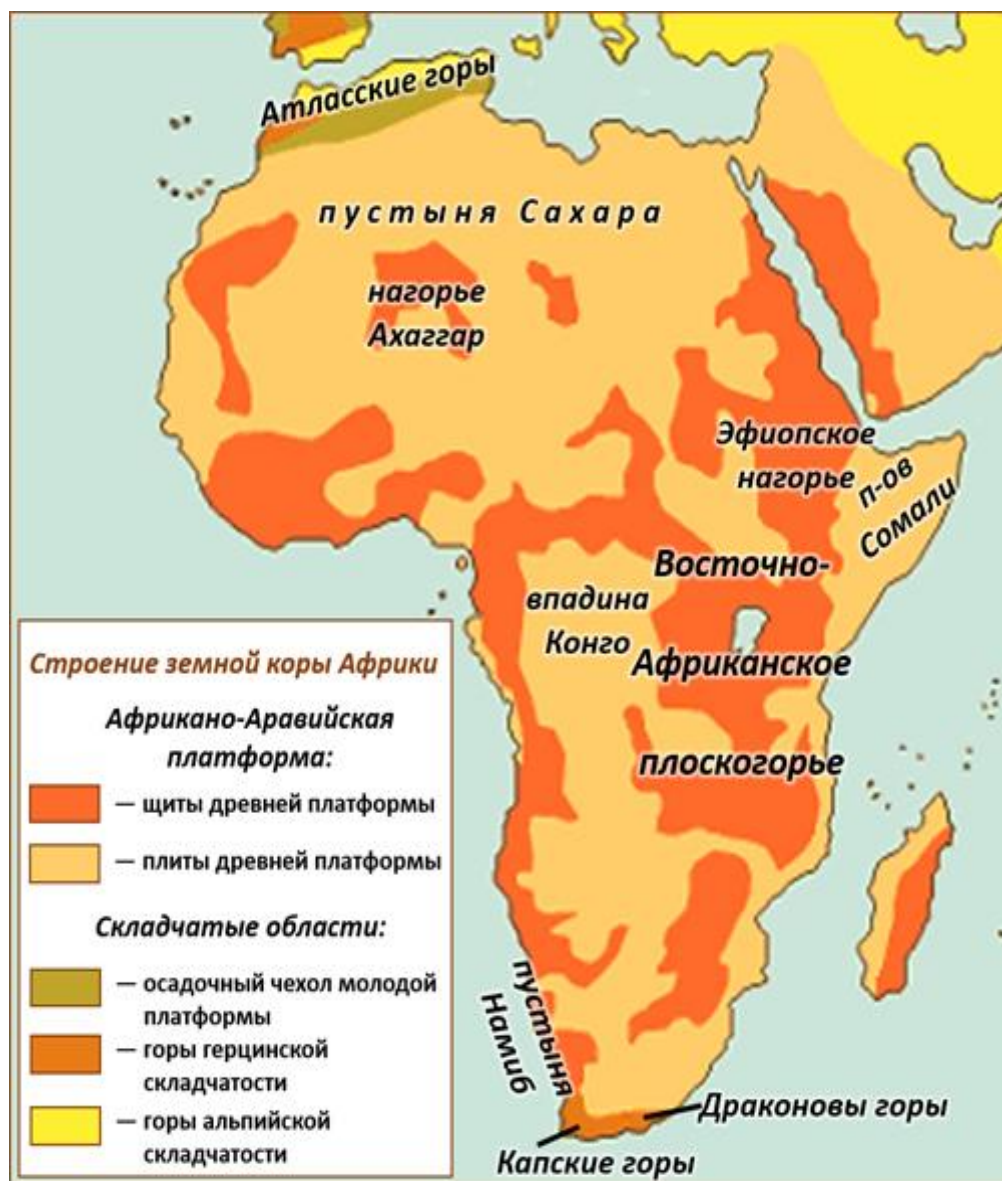 Атласские горы
пустыня Сахара
нагорье
Ахаггар
Эфиопское
нагорье
п-ов
Сомали
Восточно-
впадина
Конго
Африканское
плоскогорье
пустыня
Намиб
Драконовы горы
Капские горы
Строение земной коры Африки
Африкано-Аравийская
платформа:
— щиты древней платформы
— плиты древней платформы
Складчатые области:
— осадочный чехол молодой
платформы
— горы герцинской
складчатости
— горы альпийской
складчатости